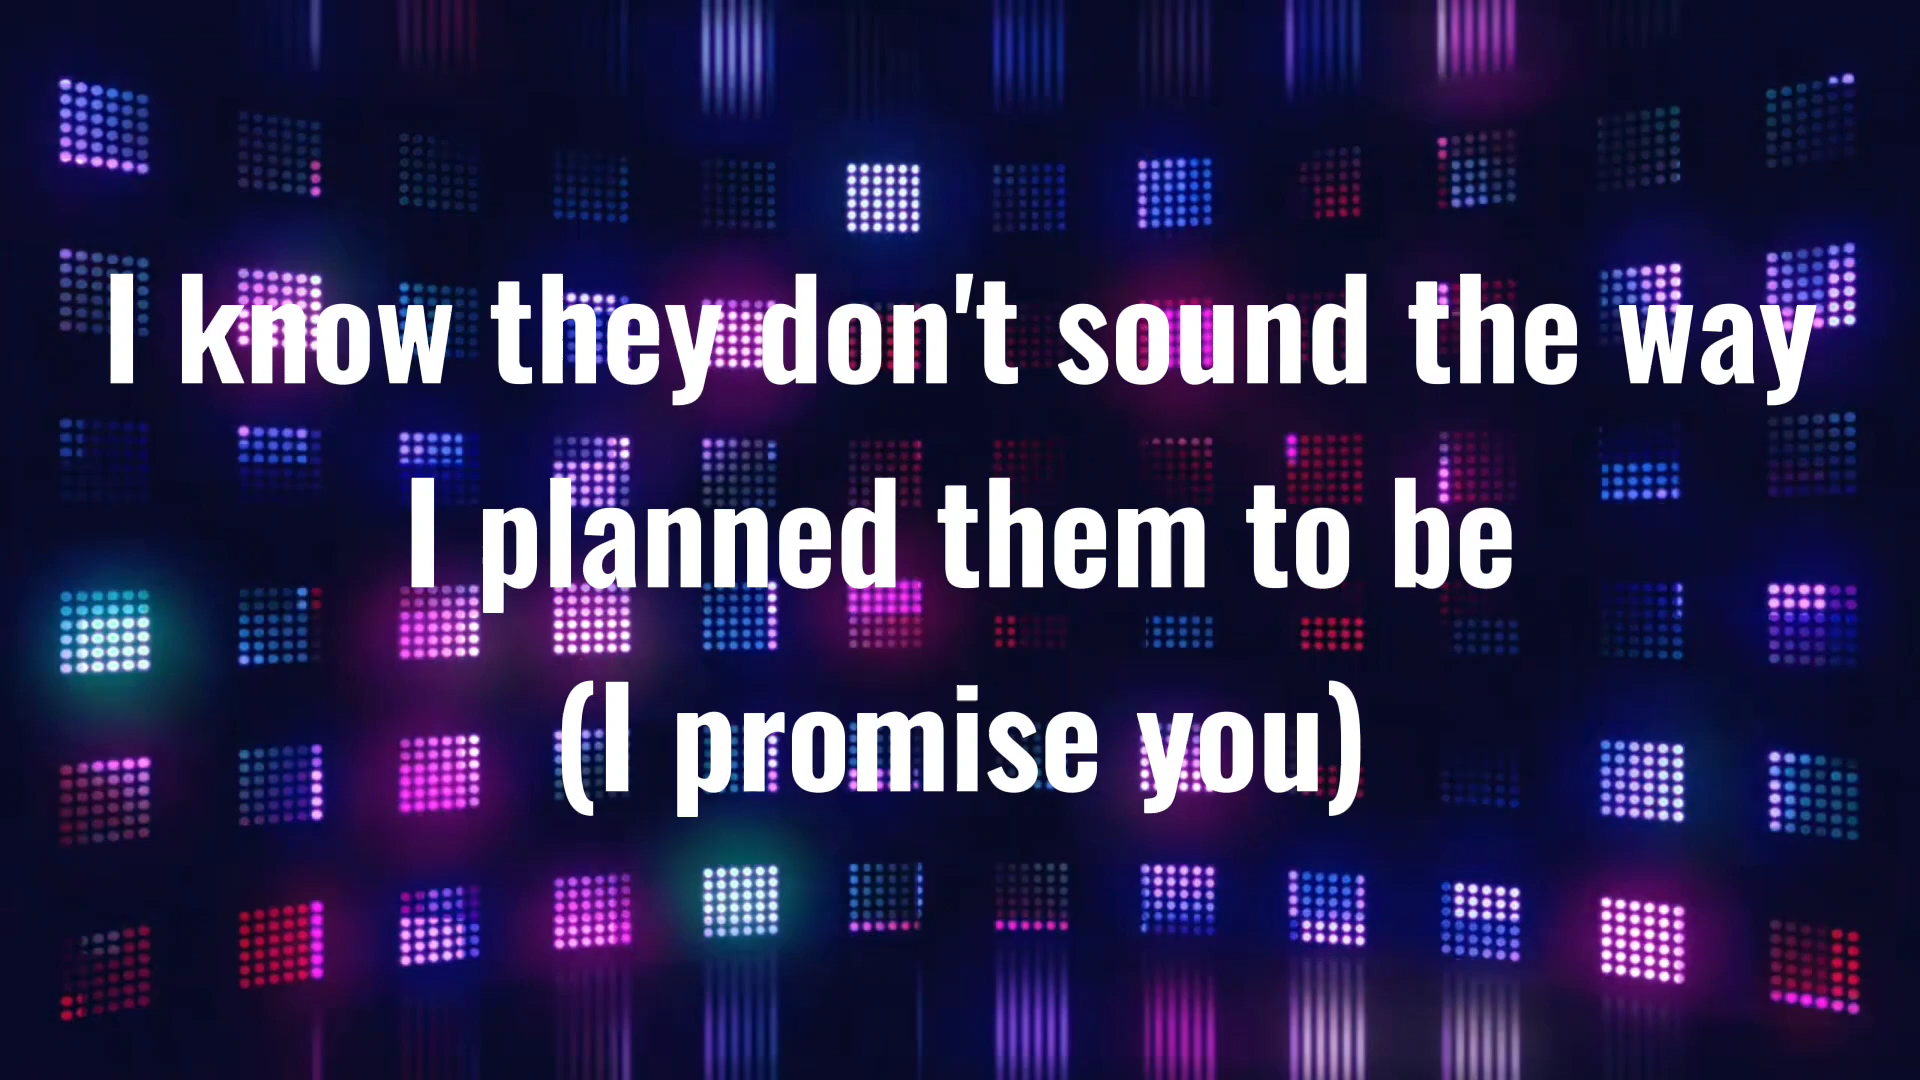 I know they don't sound the way
I planned them to be
(I promise you)